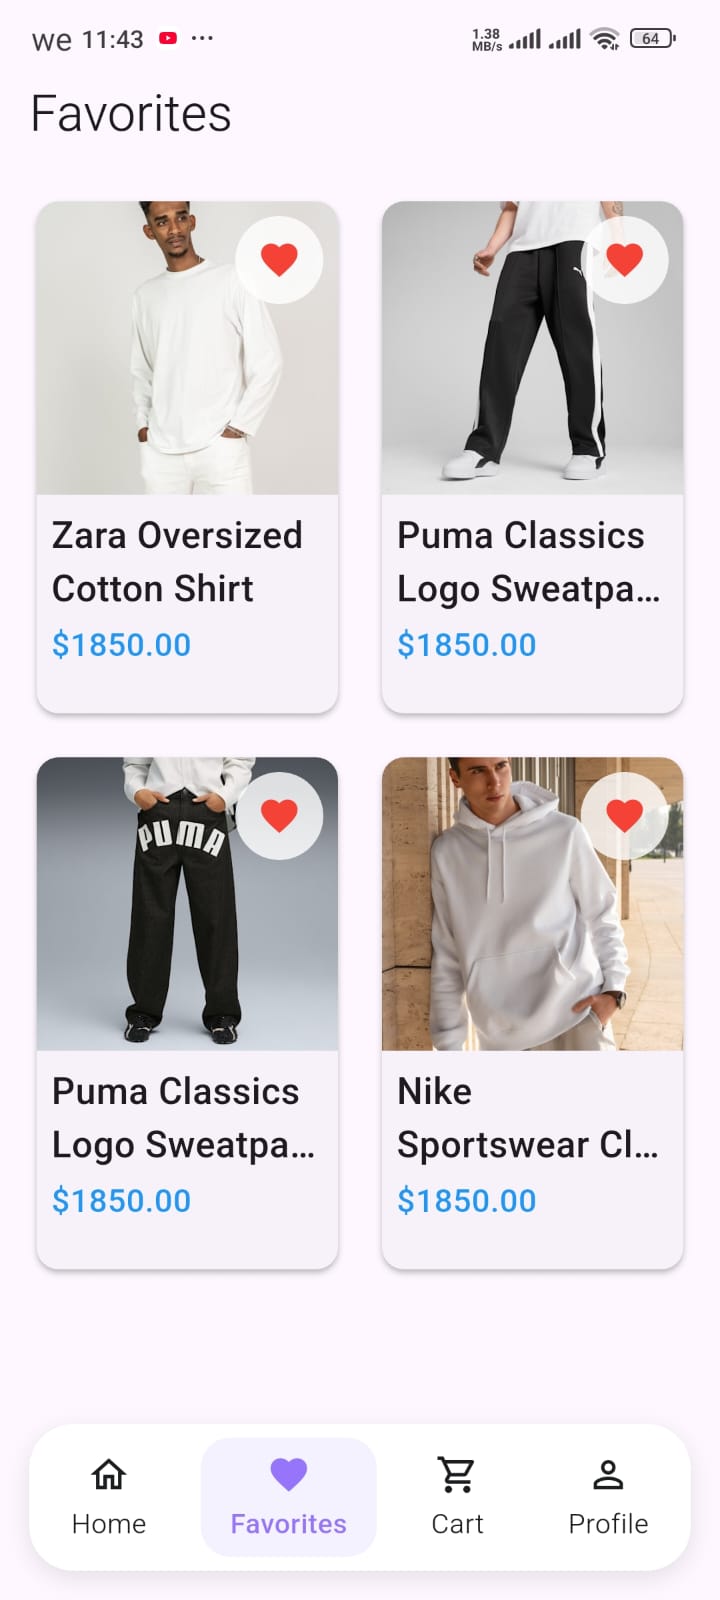 we 11:43 ... 1.38 MB/s 64
Favorites
Zara Oversized
Cotton Shirt
$1850.00
Puma Classics
Logo Sweatpa...
$1850.00
PUMA
Puma Classics
Logo Sweatpa...
$1850.00
Nike
Sportswear Cl...
$1850.00
Home
Favorites
Cart
Profile